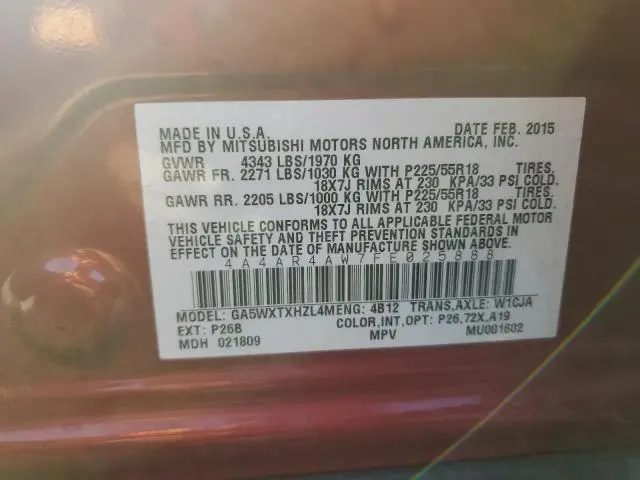 MADE IN U.S.A. DATE FEB. 2015
MFD BY MITSUBISHI MOTORS NORTH AMERICA, INC.
GVWR 4343 LBS/1970 KG
GAWR FR. 2271 LBS/1030 KG WITH P225/55R18 TIRES,
18X7J RIMS AT 230 KPA/33 PSI COLD.
GAWR RR. 2205 LBS/1000 KG WITH P225/55R18 TIRES,
18X7J RIMS AT 230 KPA/33 PSI COLD.
THIS VEHICLE CONFORMS TO ALL APPLICABLE FEDERAL MOTOR
VEHICLE SAFETY AND THEFT PREVENTION STANDARDS IN
EFFECT ON THE DATE OF MANUFACTURE SHOWN ABOVE.
4A4AR4AW7FE025888
MODEL: GA5WXTXHZL4M ENG: 4B12 TRANS,AXLE: W1CJA
EXT: P26B COLOR,INT,OPT: P26,72X,A19
MDH 021809 MPV MU001602